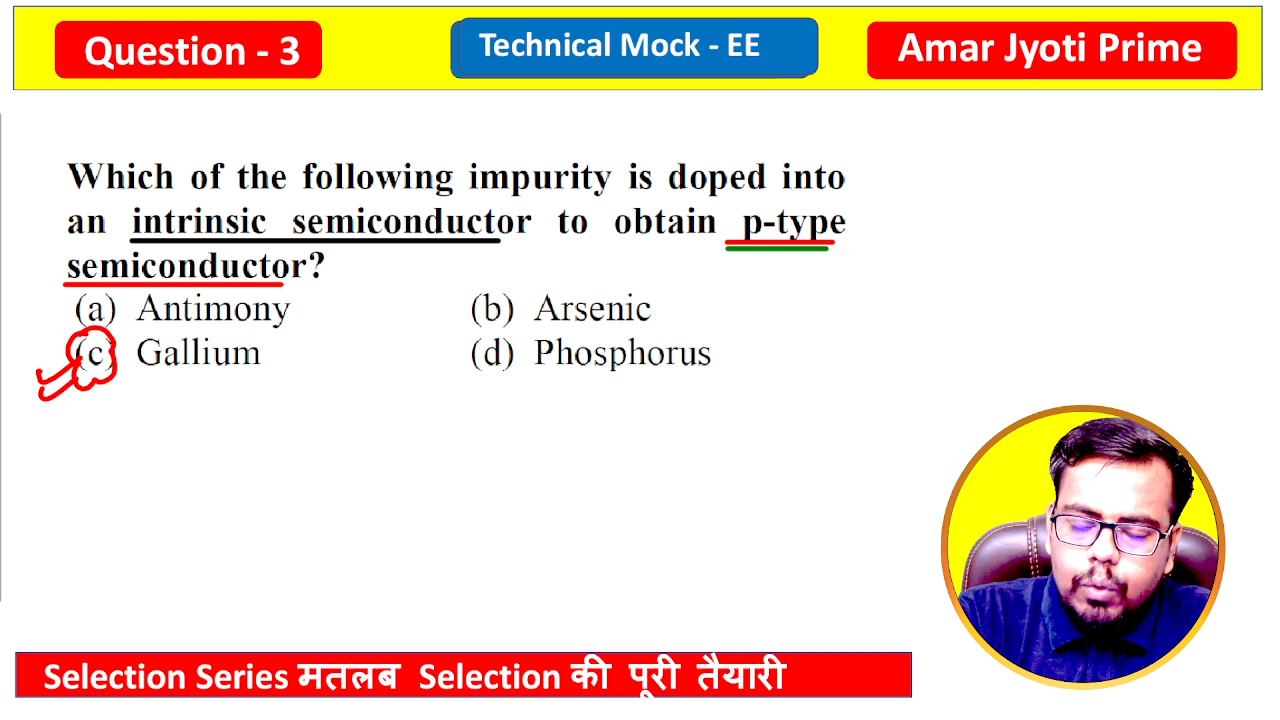 Question - 3
Technical Mock - EE
Amar Jyoti Prime
Which of the following impurity is doped into
an intrinsic semiconductor to obtain p-type
semiconductor?
(a) Antimony (b) Arsenic
(c) Gallium (d) Phosphorus
Selection Series मतलब Selection की पूरी तैयारी